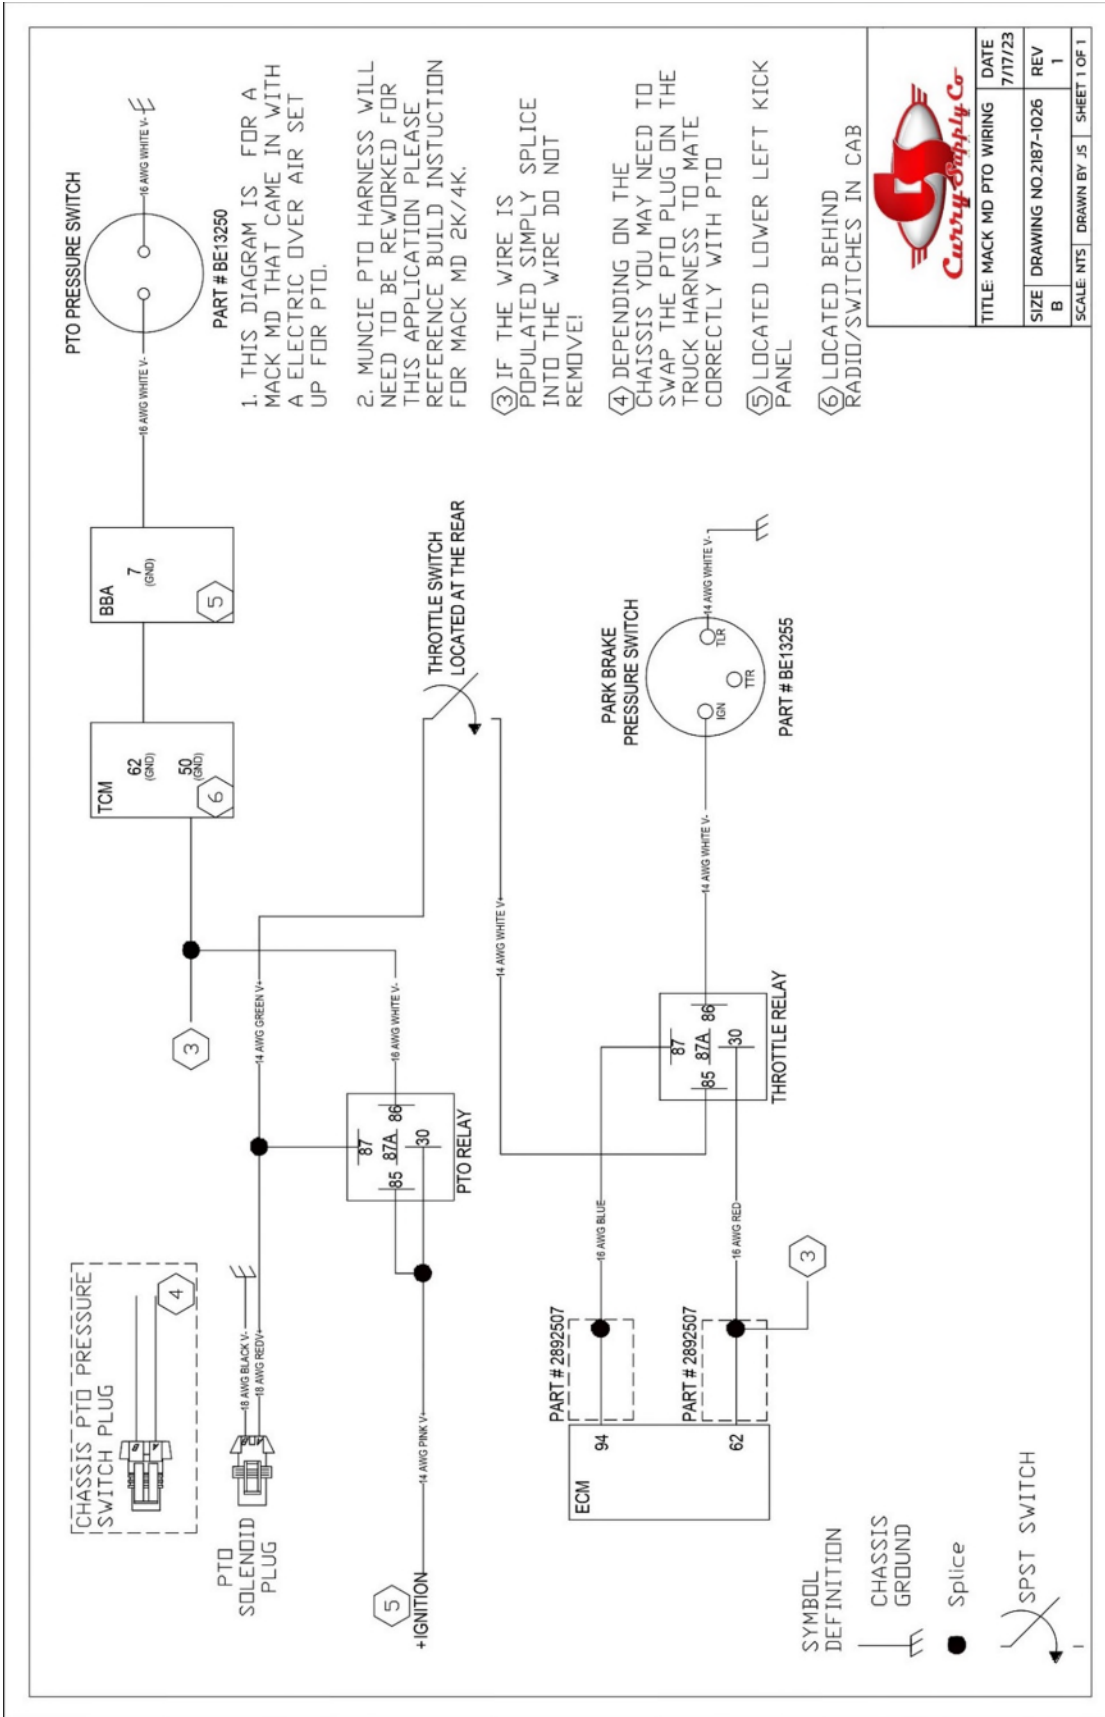 PTO PRESSURE SWITCH
16 AWG WHITE V-
16 AWG WHITE V-
PART # BE13250
BBA
7
(GND)
5
TCM
62
(GND)
50
(GND)
6
3
14 AWG GREEN V+
16 AWG WHITE V-
CHASSIS PTO PRESSURE
SWITCH PLUG
B
A
4
18 AWG BLACK V-
18 AWG REDV+
PTO
SOLENOID
PLUG
87
87A
85
86
30
PTO RELAY
14 AWG PINK V+
5
+IGNITION
THROTTLE SWITCH
LOCATED AT THE REAR
14 AWG WHITE V+
PARK BRAKE
PRESSURE SWITCH
14 AWG WHITE V-
IGN
TTR
TLR
14 AWG WHITE V-
PART # BE13255
87
87A
85
86
30
THROTTLE RELAY
16 AWG BLUE
16 AWG RED
3
PART # 2892507
PART # 2892507
ECM
94
62
1. THIS DIAGRAM IS FOR A
MACK MD THAT CAME IN WITH
A ELECTRIC OVER AIR SET
UP FOR PTO.
2. MUNCIE PTO HARNESS WILL
NEED TO BE REWORKED FOR
THIS APPLICATION PLEASE
REFERENCE BUILD INSTUCTION
FOR MACK MD 2K/4K.
3 IF THE WIRE IS
POPULATED SIMPLY SPLICE
INTO THE WIRE DO NOT
REMOVE!
4 DEPENDING ON THE
CHAISSIS YOU MAY NEED TO
SWAP THE PTO PLUG ON THE
TRUCK HARNESS TO MATE
CORRECTLY WITH PTO
5 LOCATED LOWER LEFT KICK
PANEL
6 LOCATED BEHIND
RADIO/SWITCHES IN CAB
SYMBOL
DEFINITION
CHASSIS
GROUND
Splice
SPST SWITCH
CS
Curry Supply Co
TITLE: MACK MD PTO WIRING
DATE
7/17/23
SIZE
B
DRAWING NO.2187-1026
REV
1
SCALE: NTS
DRAWN BY JS
SHEET 1 OF 1